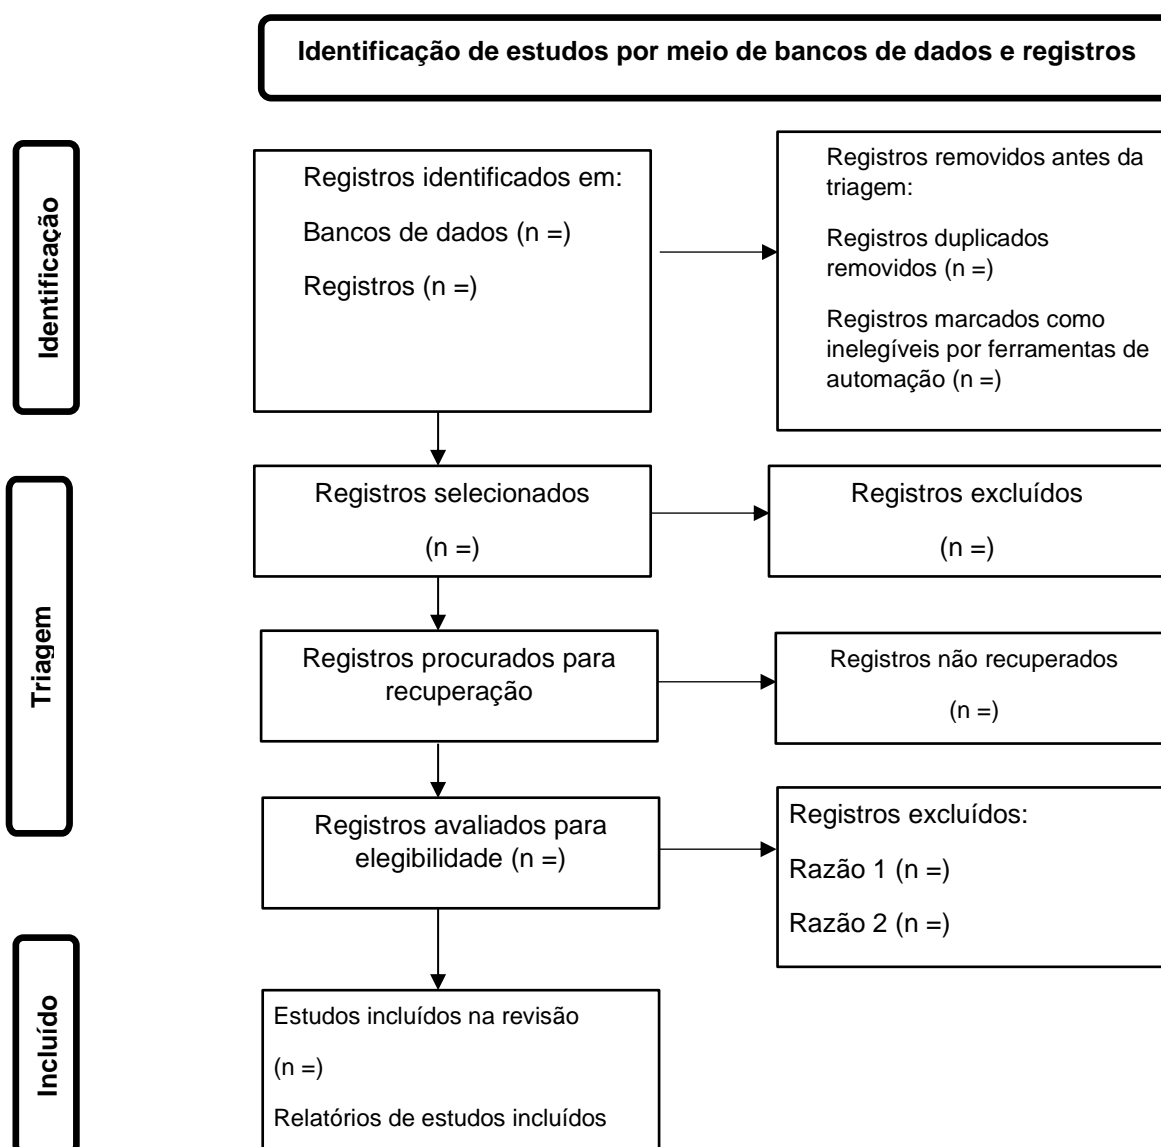 Identificação de estudos por meio de bancos de dados e registros
Identificação
Registros identificados em:
Bancos de dados (n =)
Registros (n =)
Registros removidos antes da
triagem:
Registros duplicados
removidos (n =)
Registros marcados como
inelegíveis por ferramentas de
automação (n =)
Triagem
Registros selecionados
(n =)
Registros excluídos
(n =)
Registros procurados para
recuperação
Registros não recuperados
(n =)
Registros avaliados para
elegibilidade (n =)
Registros excluídos:
Razão 1 (n =)
Razão 2 (n =)
Incluído
Estudos incluídos na revisão
(n =)
Relatórios de estudos incluídos